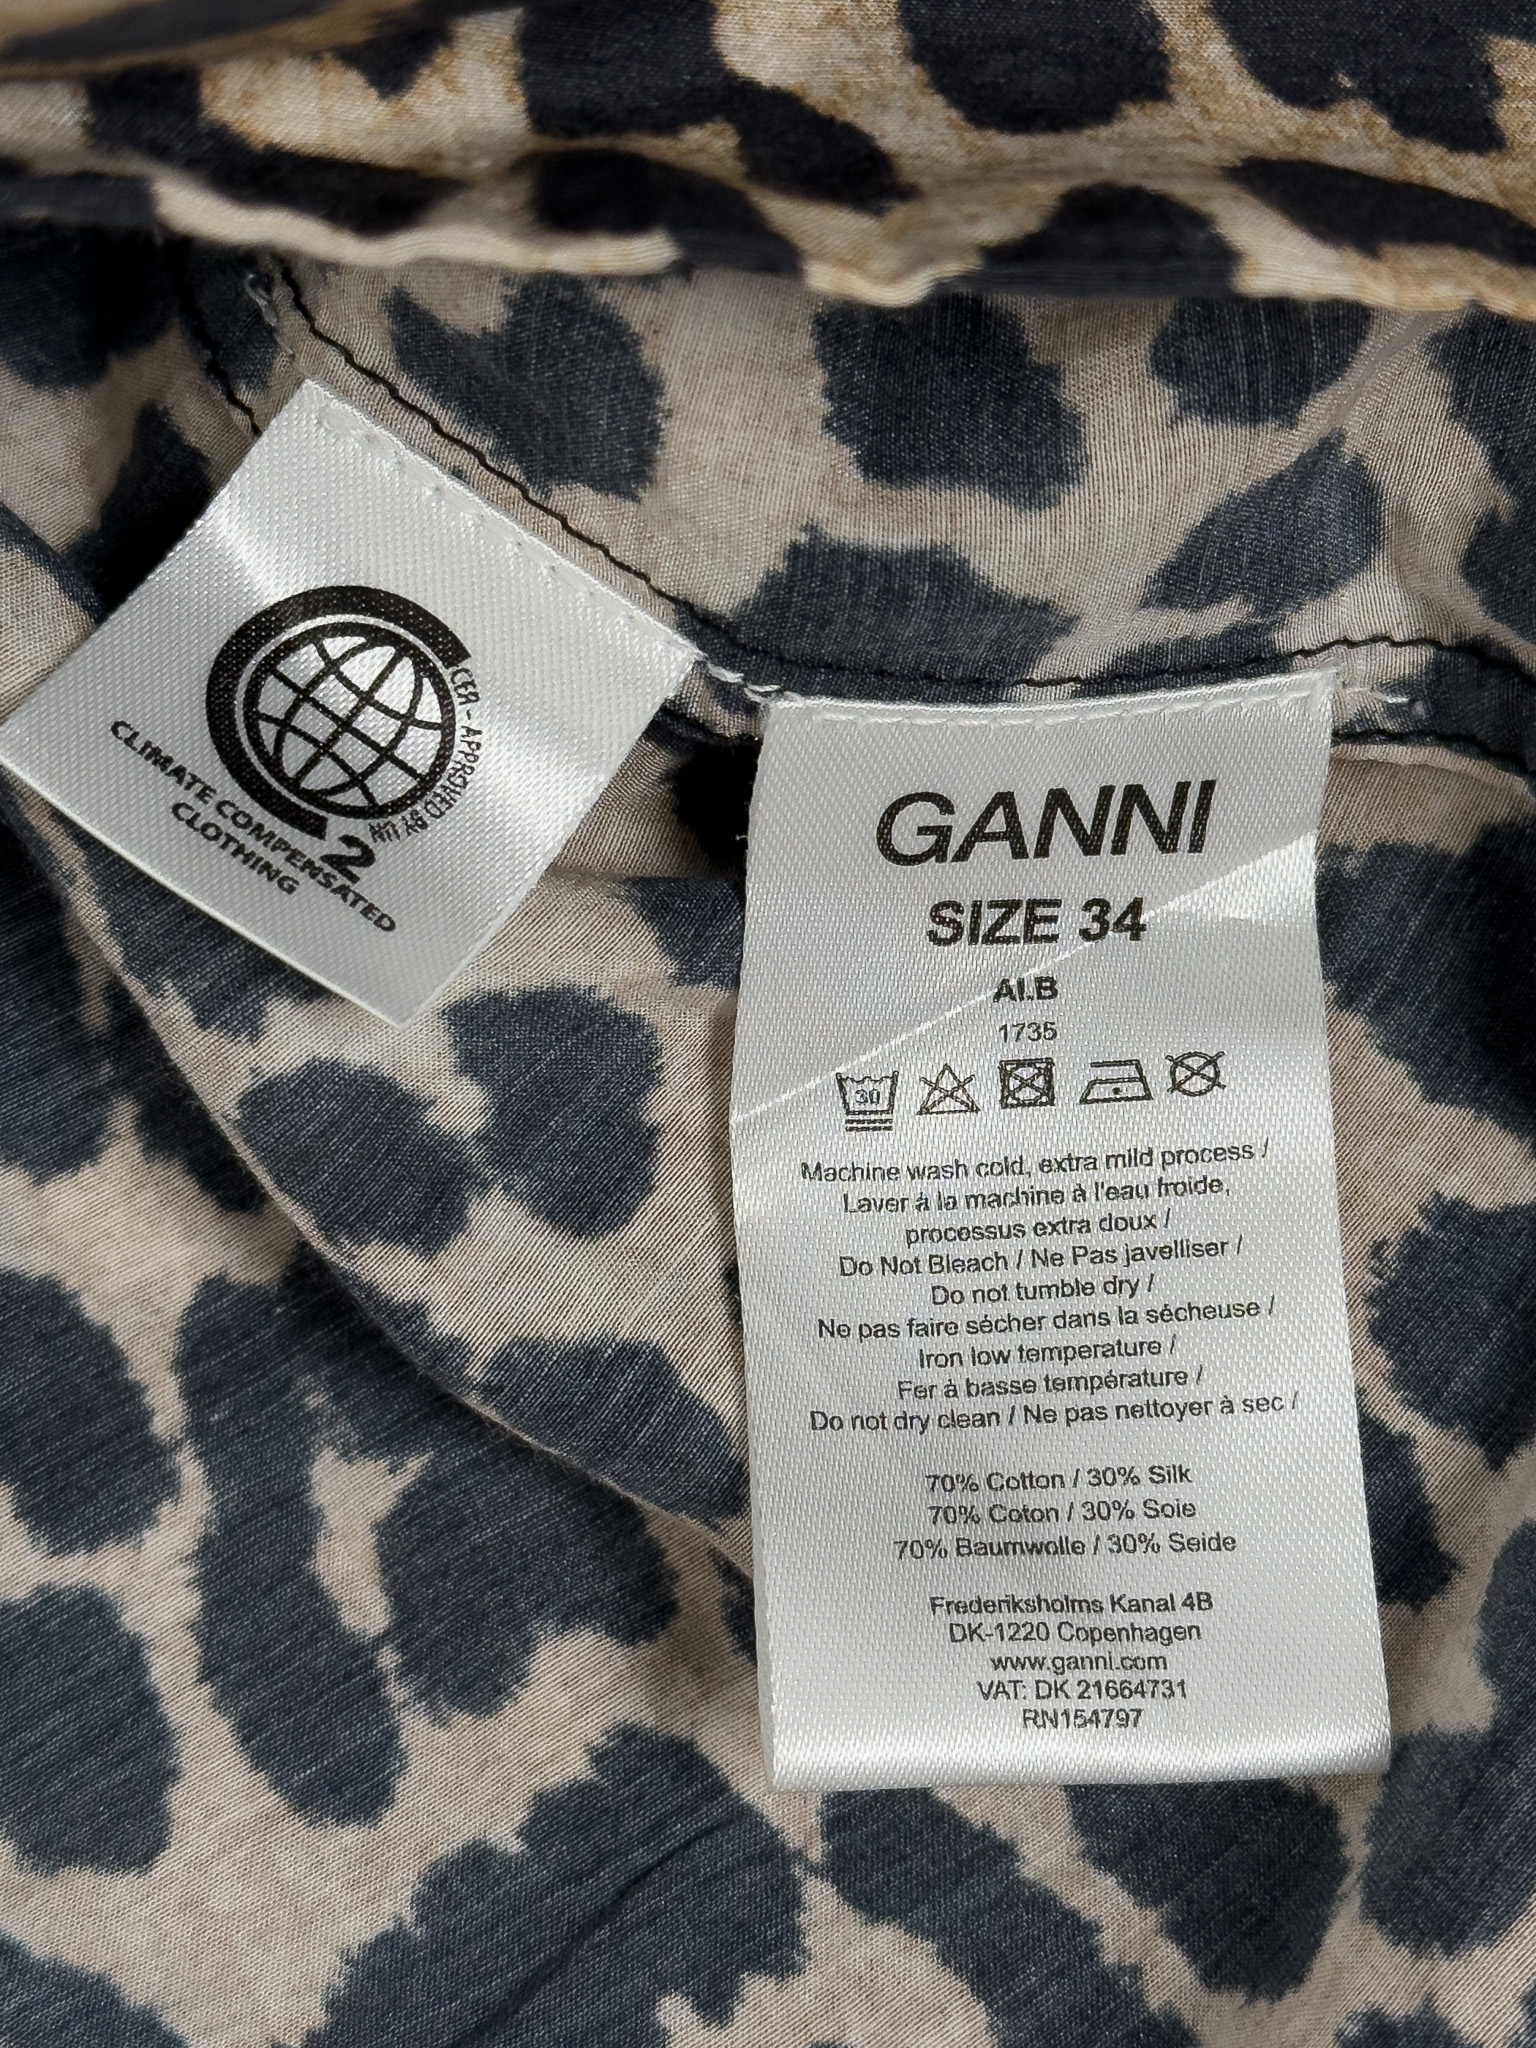 CER - APPROVED BY UN
2
CLIMATE COMPENSATED
CLOTHING
GANNI
SIZE 34
AI.B
1735
30
Machine wash cold, extra mild process /
Laver à la machine à l'eau froide,
processus extra doux /
Do Not Bleach / Ne Pas javelliser /
Do not tumble dry /
Ne pas faire sécher dans la sécheuse /
Iron low temperature /
Fer à basse température /
Do not dry clean / Ne pas nettoyer à sec /
70% Cotton / 30% Silk
70% Coton / 30% Soie
70% Baumwolle / 30% Seide
Frederiksholms Kanal 4B
DK-1220 Copenhagen
www.ganni.com
VAT: DK 21664731
RN154797